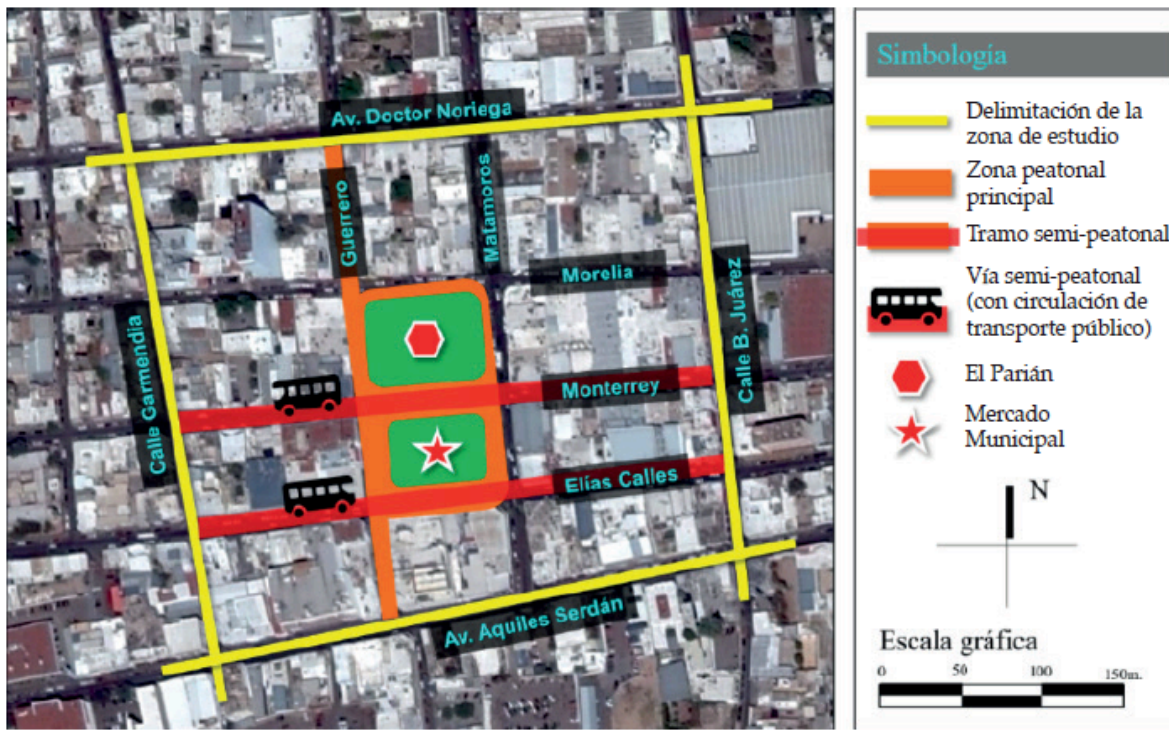 Av. Doctor Noriega
Guerrero
Matamoros
Morelia
Calle B. Juárez
Calle Garmendia
Monterrey
Elías Calles
Av. Aquiles Serdán
Simbología
Delimitación de la
zona de estudio
Zona peatonal
principal
Tramo semi-peatonal
Vía semi-peatonal
(con circulación de
transporte público)
El Parián
Mercado
Municipal
N
Escala gráfica
0 50 100 150m.